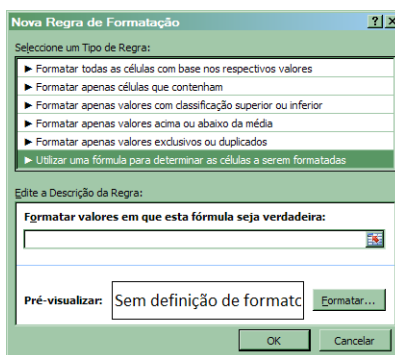 Nova Regra de Formatação
Seleccione um Tipo de Regra:
► Formatar todas as células com base nos respectivos valores
► Formatar apenas células que contenham
► Formatar apenas valores com classificação superior ou inferior
► Formatar apenas valores acima ou abaixo da média
► Formatar apenas valores exclusivos ou duplicados
► Utilizar uma fórmula para determinar as células a serem formatadas
Edite a Descrição da Regra:
Formatar valores em que esta fórmula seja verdadeira:
Pré-visualizar: Sem definição de formato Formatar...
OK Cancelar